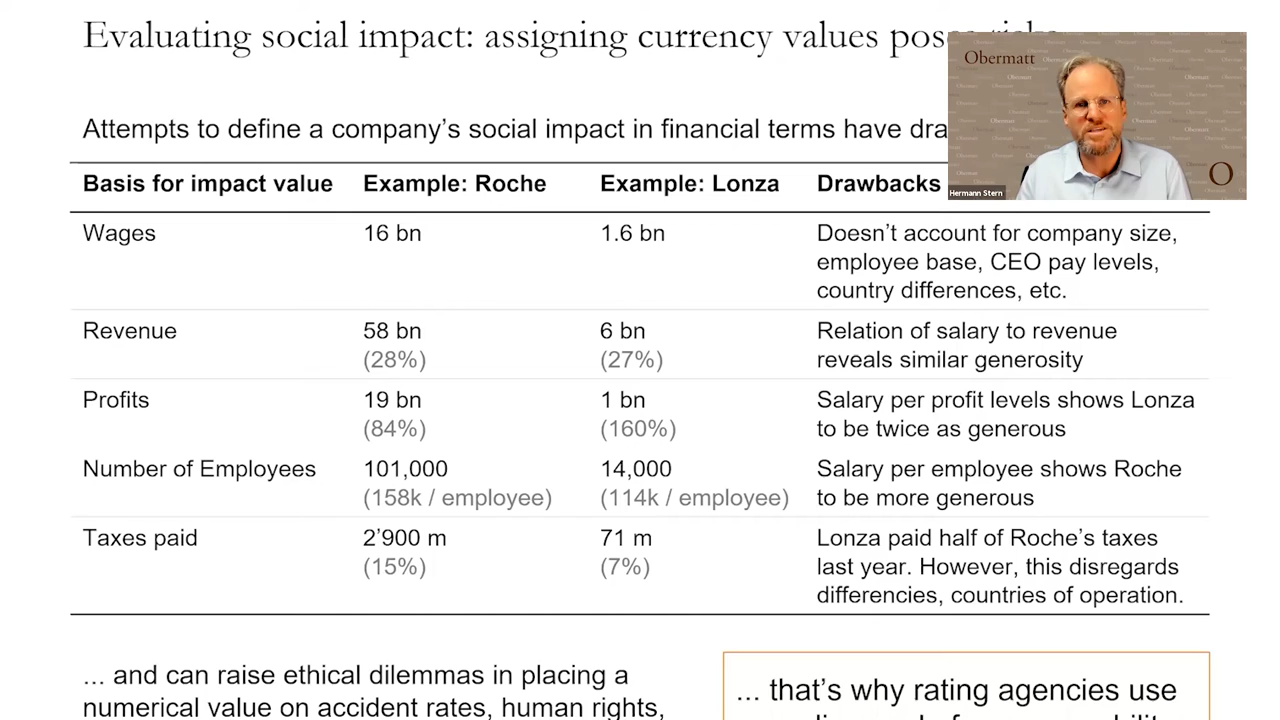 Evaluating social impact: assigning currency values poses risks
Obermatt
Attempts to define a company's social impact in financial terms have
Hermann Stern
O
Basis for impact value Example: Roche Example: Lonza Drawbacks
Wages 16 bn 1.6 bn Doesn't account for company size,
employee base, CEO pay levels,
country differences, etc.
Revenue 58 bn 6 bn Relation of salary to revenue
(28%) (27%) reveals similar generosity
Profits 19 bn 1 bn Salary per profit levels shows Lonza
(84%) (160%) to be twice as generous
Number of Employees 101,000 14,000 Salary per employee shows Roche
(158k / employee) (114k / employee) to be more generous
Taxes paid 2’900 m 71 m Lonza paid half of Roche's taxes
(15%) (7%) last year. However, this disregards
differencies, countries of operation.
... and can raise ethical dilemmas in placing a
numerical value on accident rates, human rights,
... that's why rating agencies use